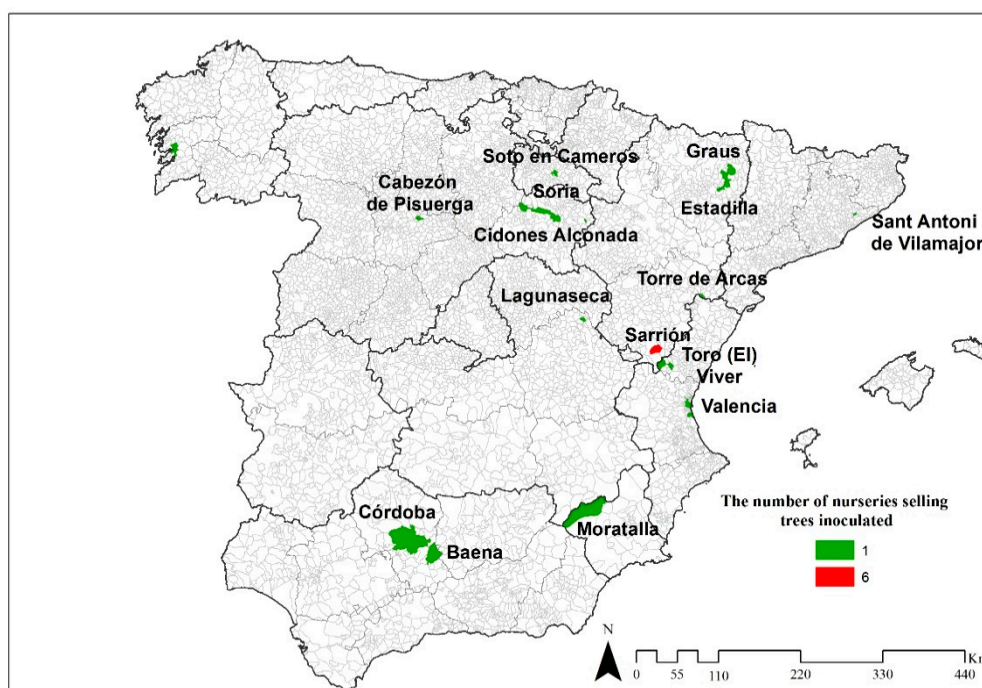 Soto en Cameros
Graus
Cabezón
de Pisuerga
Soria
Estadilla
Cidones Alconada
Sant Antoni
de Vilamajor
Torre de Arcas
Lagunaseca
Sarrión
Toro (El)
Viver
Valencia
The number of nurseries selling
trees inoculated
1
6
Córdoba
Moratalla
Baena
N
Km
0 55 110 220 330 440